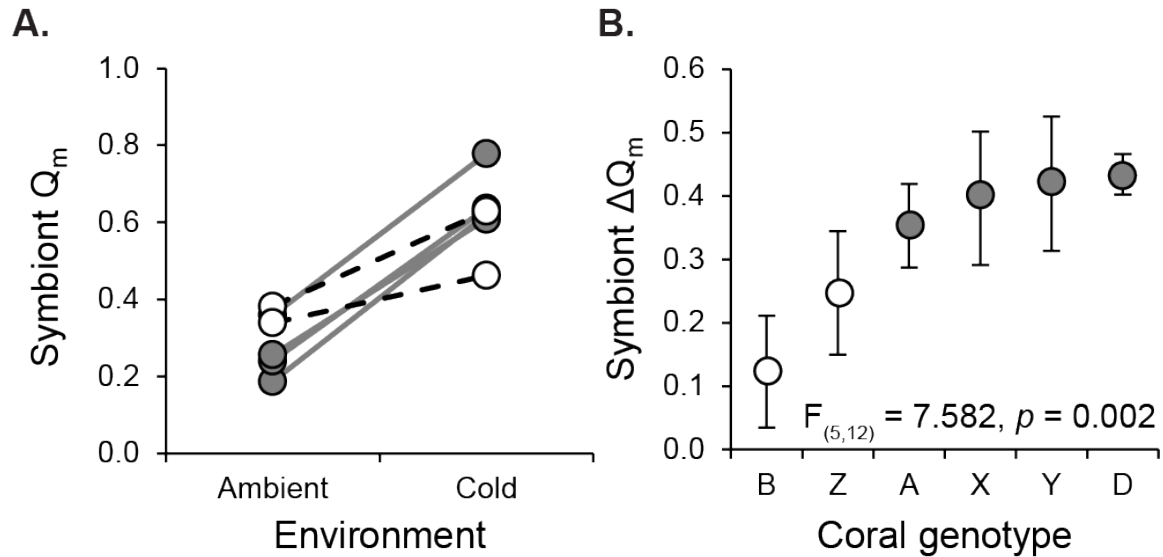 A.
Symbiont Qm
1.0
0.8
0.6
0.4
0.2
0.0
Ambient Cold
Environment
B.
Symbiont ΔQm
0.6
0.5
0.4
0.3
0.2
0.1
0.0
F(5,12) = 7.582, p = 0.002
B Z A X Y D
Coral genotype